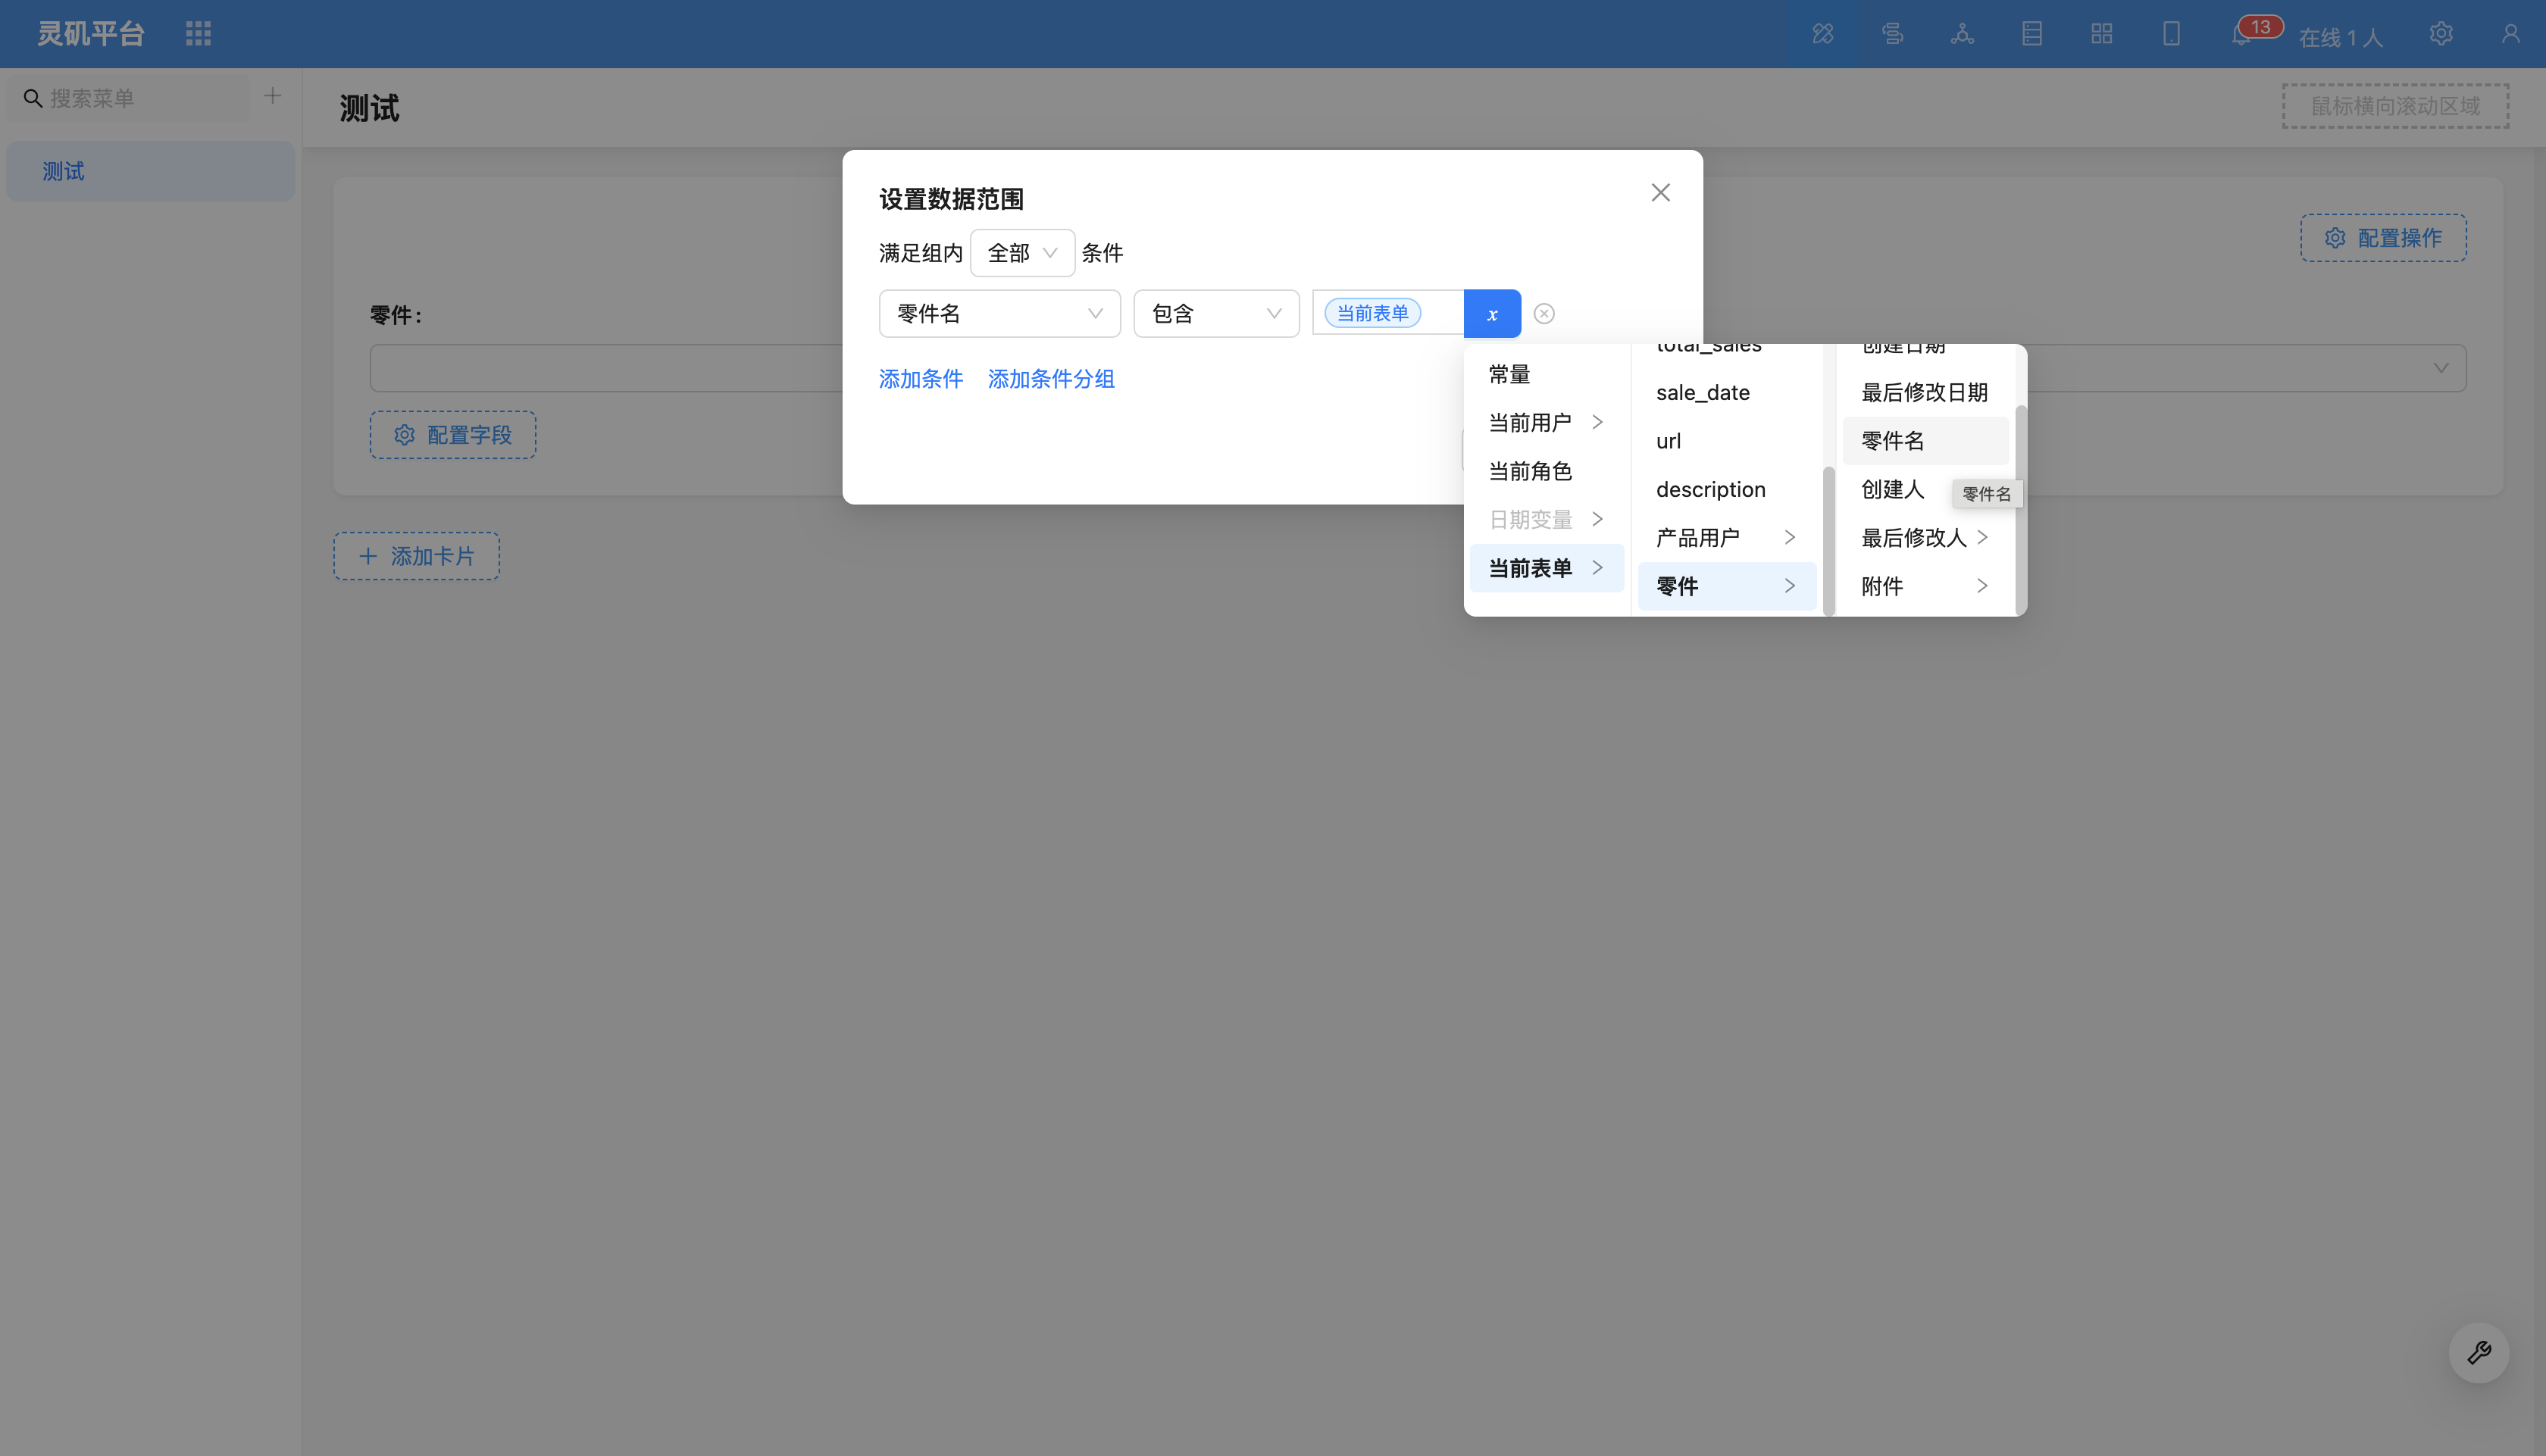 灵矶平台
13
在线 1 人
搜索菜单
测试
测试
鼠标横向滚动区域
配置操作
零件:
配置字段
添加卡片
设置数据范围
满足组内 全部 条件
零件名 包含 当前表单 x
添加条件 添加条件分组
常量
当前用户
当前角色
日期变量
当前表单
total_sales
sale_date
url
description
产品用户
零件
创建日期
最后修改日期
零件名
创建人
零件名
最后修改人
附件